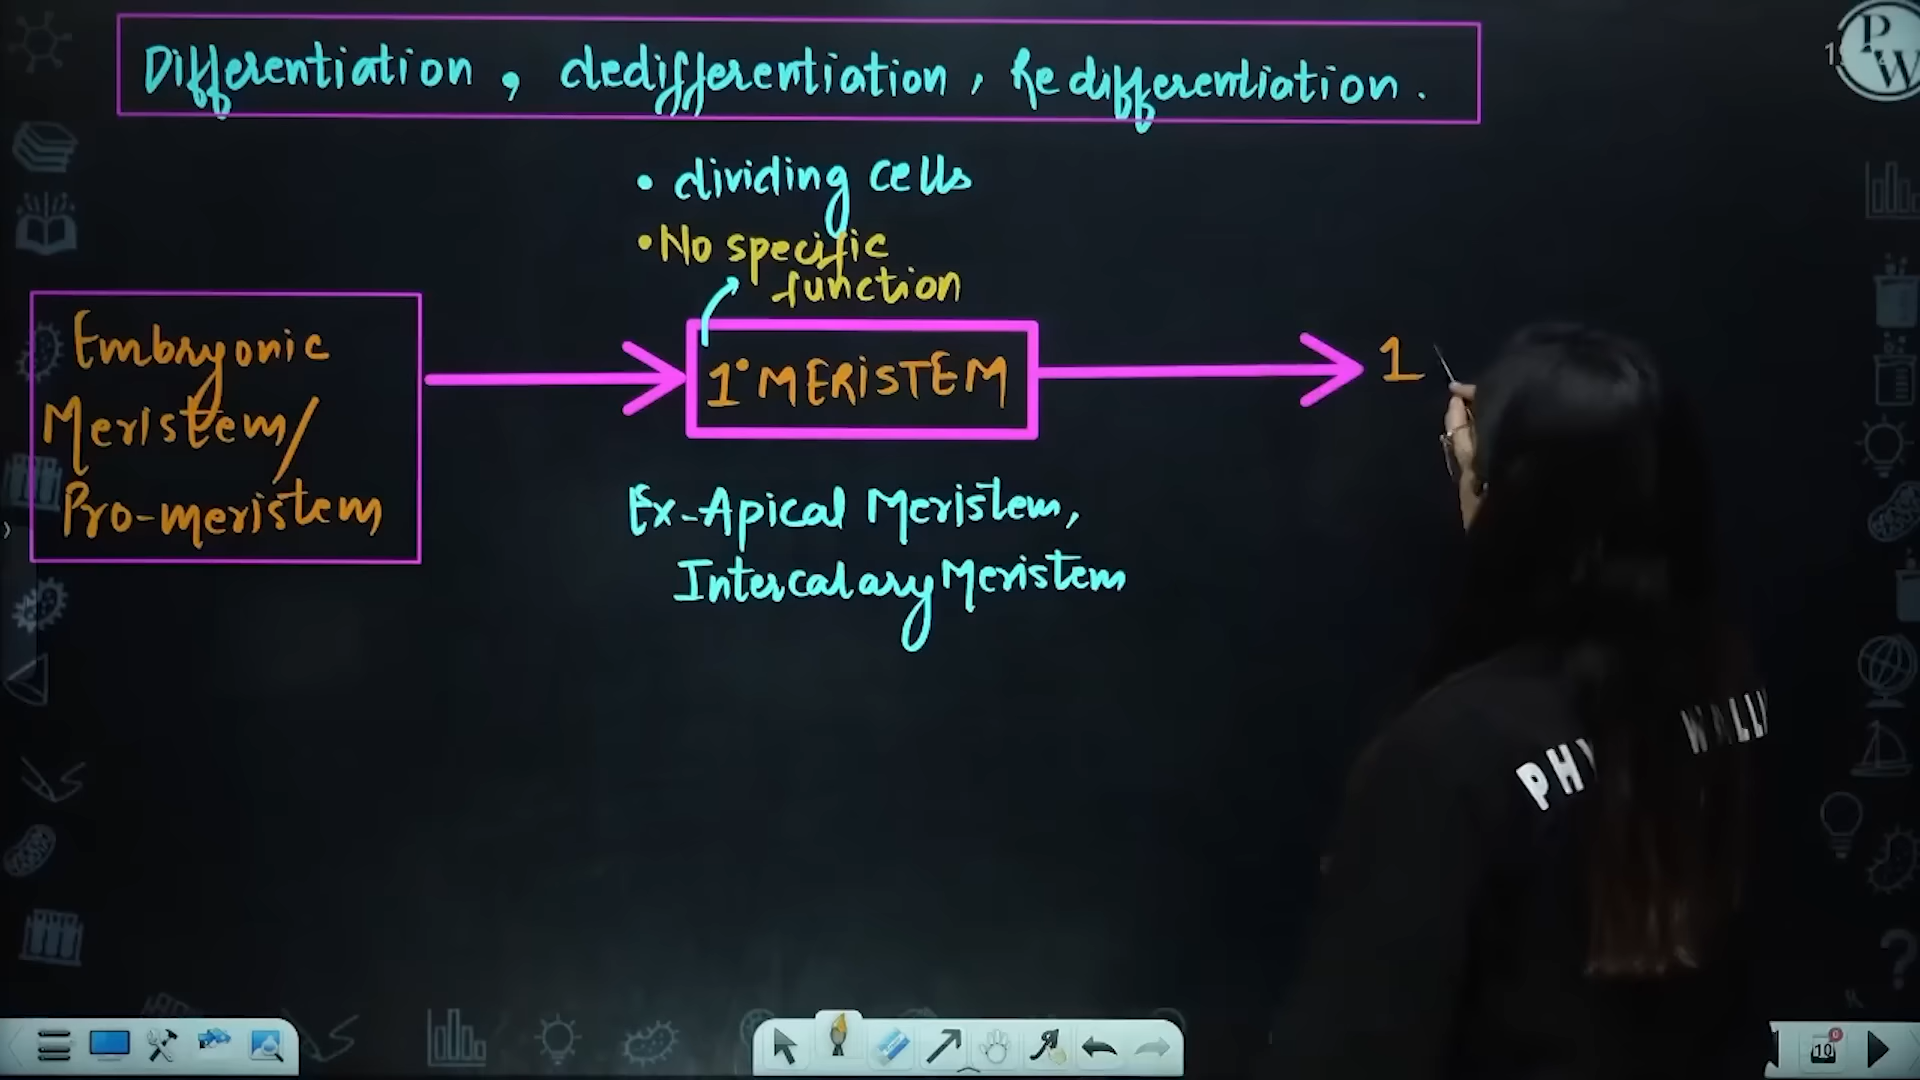 Differentiation, dedifferentiation, Redifferentiation.
• dividing cells
• No specific
function
Embryonic
Meristem/
Pro-meristem
1° MERISTEM
1
Ex-Apical Meristem,
Intercalary Meristem
PW
PHY WALL
10